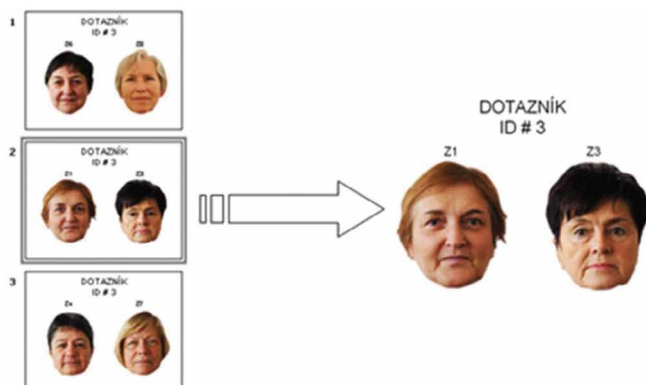 1
DOTAZNÍK
ID # 3
2
DOTAZNÍK
ID # 3
Z1 Z3
3
DOTAZNÍK
ID # 3
DOTAZNÍK
ID # 3
Z1 Z3